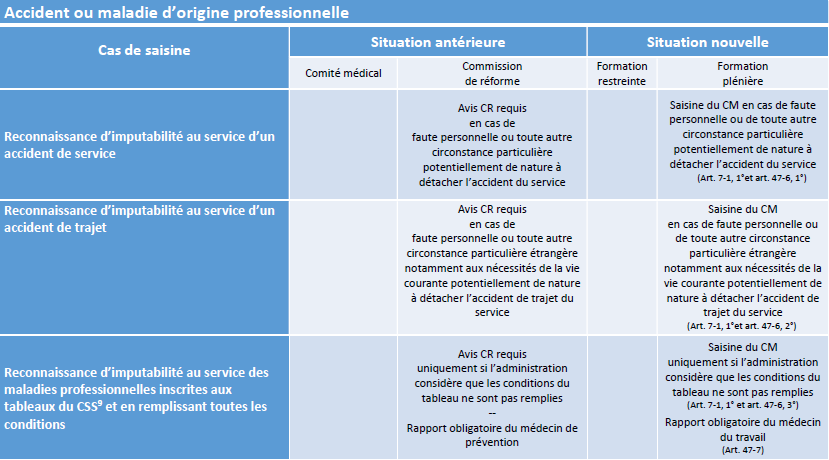 Accident ou maladie d'origine professionnelle
Cas de saisine
Situation antérieure
Situation nouvelle
Comité médical
Commission
de réforme
Formation
restreinte
Formation
plénière
Reconnaissance d'imputabilité au service d'un
accident de service
Avis CR requis
en cas de
faute personnelle ou toute autre
circonstance particulière
potentiellement de nature à
détacher l'accident du service
Saisine du CM en cas de faute
personnelle ou de toute autre
circonstance particulière
potentiellement de nature à
détacher l'accident du service
(Art. 7-1, 1°et art. 47-6, 1°)
Reconnaissance d'imputabilité au service d'un
accident de trajet
Avis CR requis
en cas de
faute personnelle ou toute autre
circonstance particulière étrangère
notamment aux nécessités de la vie
courante potentiellement de nature
à détacher l'accident de trajet du
service
Saisine du CM
en cas de faute personnelle ou
de toute autre circonstance
particulière étrangère
notamment aux nécessités de la
vie courante potentiellement de
nature à détacher l'accident de
trajet du service
(Art. 7-1, 1°et art. 47-6, 2°)
Reconnaissance d'imputabilité au service des
maladies professionnelles inscrites aux
tableaux du CSS⁹ et en remplissant toutes les
conditions
Avis CR requis
uniquement si l'administration
considère que les conditions du
tableau ne sont pas remplies
--
Rapport obligatoire du médecin de
prévention
Saisine du CM
uniquement si l'administration
considère que les conditions du
tableau ne sont pas remplies
(Art. 7-1, 1° et art. 47-6, 3°)
Rapport obligatoire du médecin
du travail
(Art. 47-7)